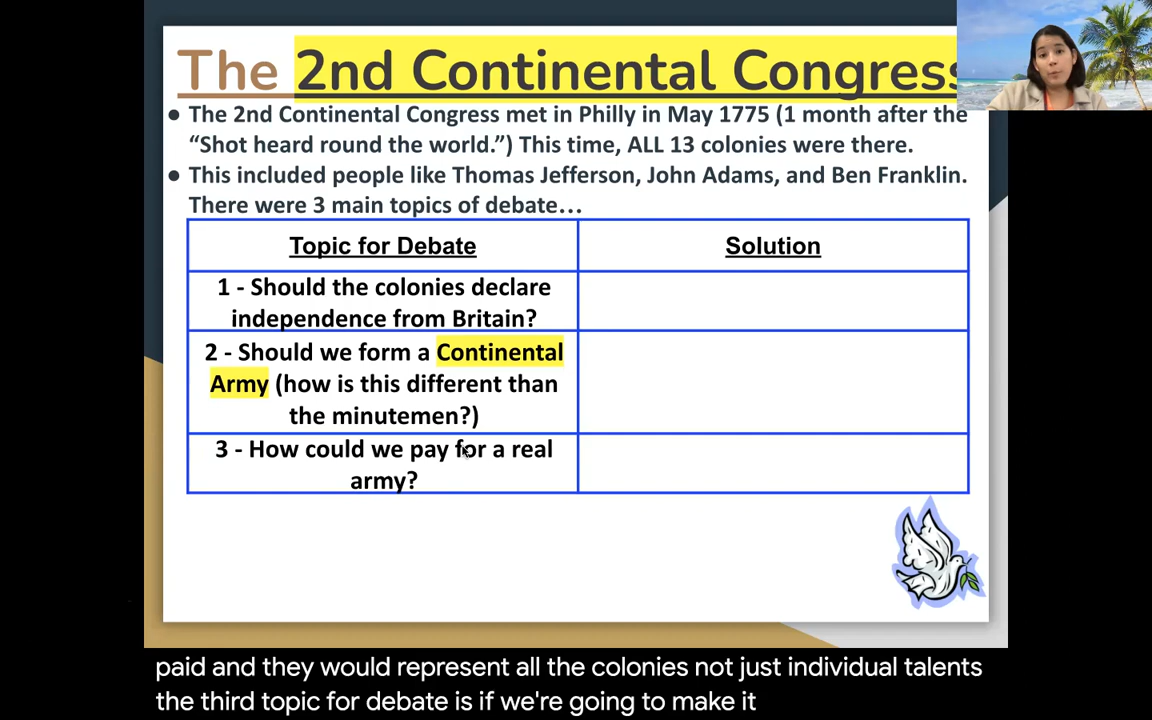 The 2nd Continental Congress
● The 2nd Continental Congress met in Philly in May 1775 (1 month after the
“Shot heard round the world.”) This time, ALL 13 colonies were there.
● This included people like Thomas Jefferson, John Adams, and Ben Franklin.
There were 3 main topics of debate…
Topic for Debate
Solution
1 - Should the colonies declare
independence from Britain?
2 - Should we form a Continental
Army (how is this different than
the minutemen?)
3 - How could we pay for a real
army?
paid and they would represent all the colonies not just individual talents
the third topic for debate is if we're going to make it